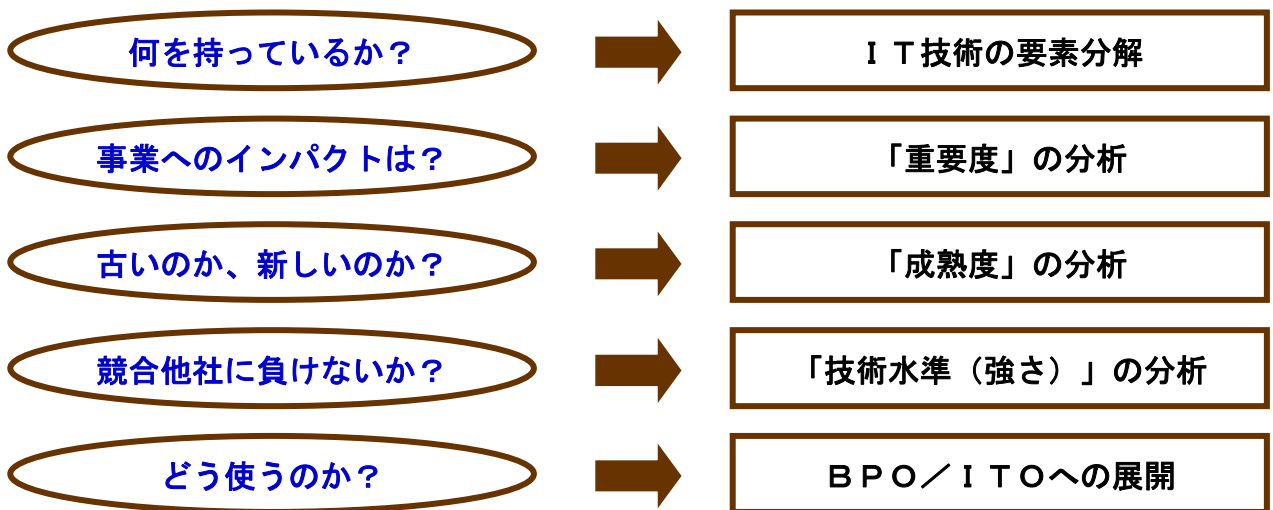 何を持っているか？
ＩＴ技術の要素分解
事業へのインパクトは？
「重要度」の分析
古いのか、新しいのか？
「成熟度」の分析
競合他社に負けないか？
「技術水準（強さ）」の分析
どう使うのか？
ＢＰＯ／ＩＴＯへの展開